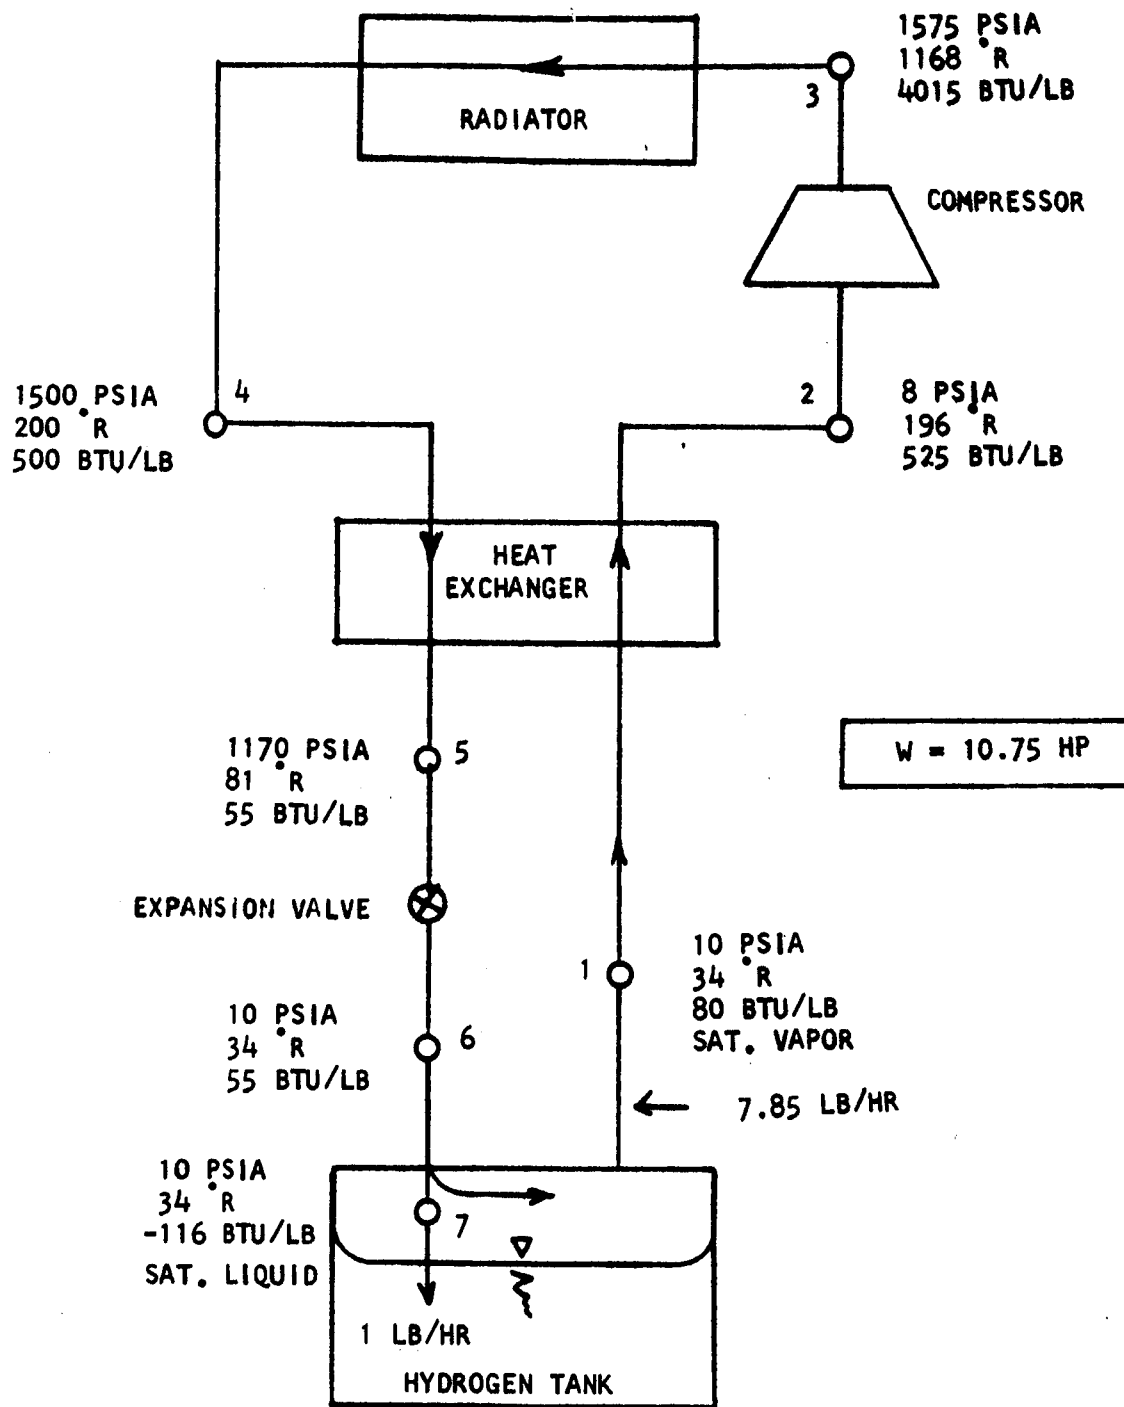 1575 PSIA
1168 °R
4015 BTU/LB
3
RADIATOR
COMPRESSOR
1500 PSIA
200 °R
500 BTU/LB
4
2
8 PSIA
196 °R
525 BTU/LB
HEAT
EXCHANGER
1170 PSIA
81 °R
55 BTU/LB
5
W = 10.75 HP
EXPANSION VALVE
10 PSIA
34 °R
80 BTU/LB
SAT. VAPOR
1
10 PSIA
34 °R
55 BTU/LB
6
7.85 LB/HR
10 PSIA
34 °R
-116 BTU/LB
SAT. LIQUID
7
1 LB/HR
HYDROGEN TANK